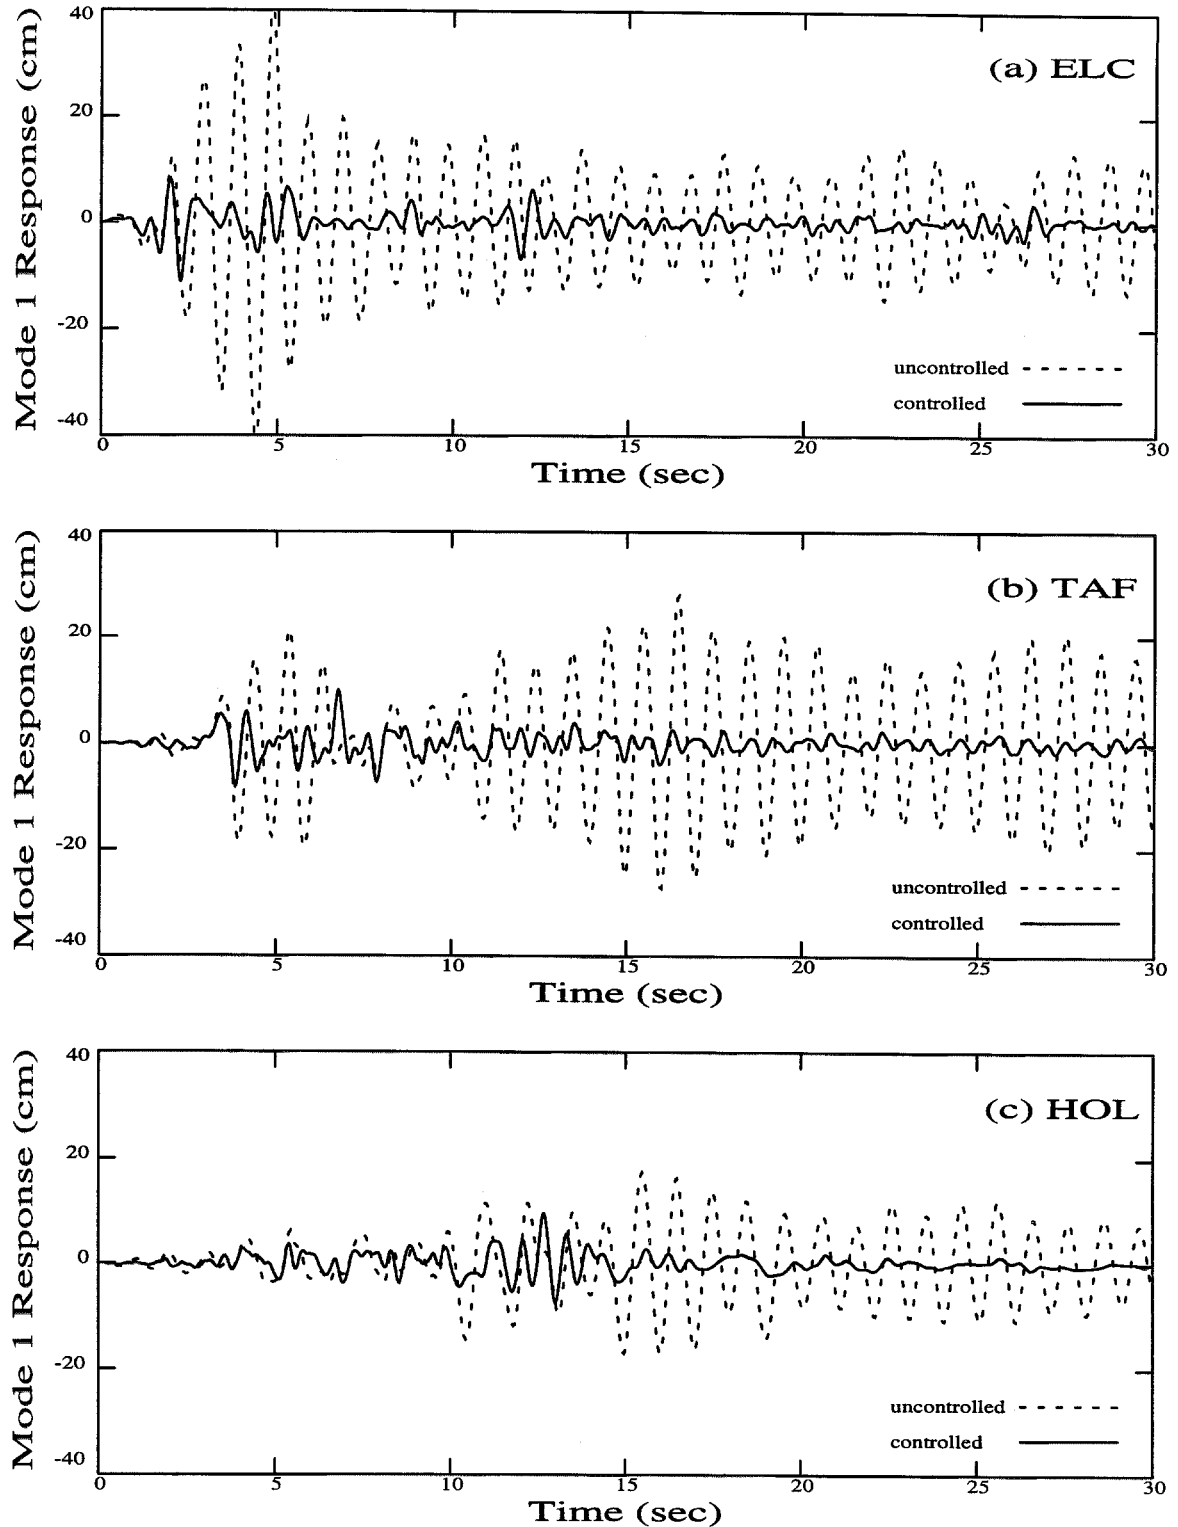 (a) ELC
Mode 1 Response (cm)
40
20
0
-20
-40
uncontrolled
controlled
0 5 10 15 20 25 30
Time (sec)
(b) TAF
Mode 1 Response (cm)
40
20
0
-20
-40
uncontrolled
controlled
0 5 10 15 20 25 30
Time (sec)
(c) HOL
Mode 1 Response (cm)
40
20
0
-20
-40
uncontrolled
controlled
0 5 10 15 20 25 30
Time (sec)